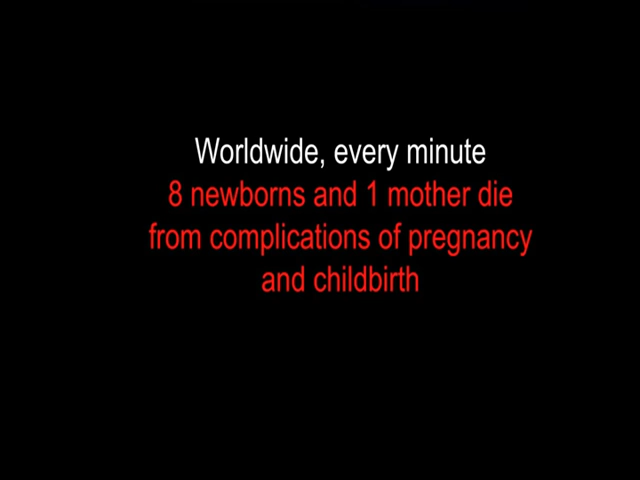 Worldwide, every minute
8 newborns and 1 mother die
from complications of pregnancy
and childbirth